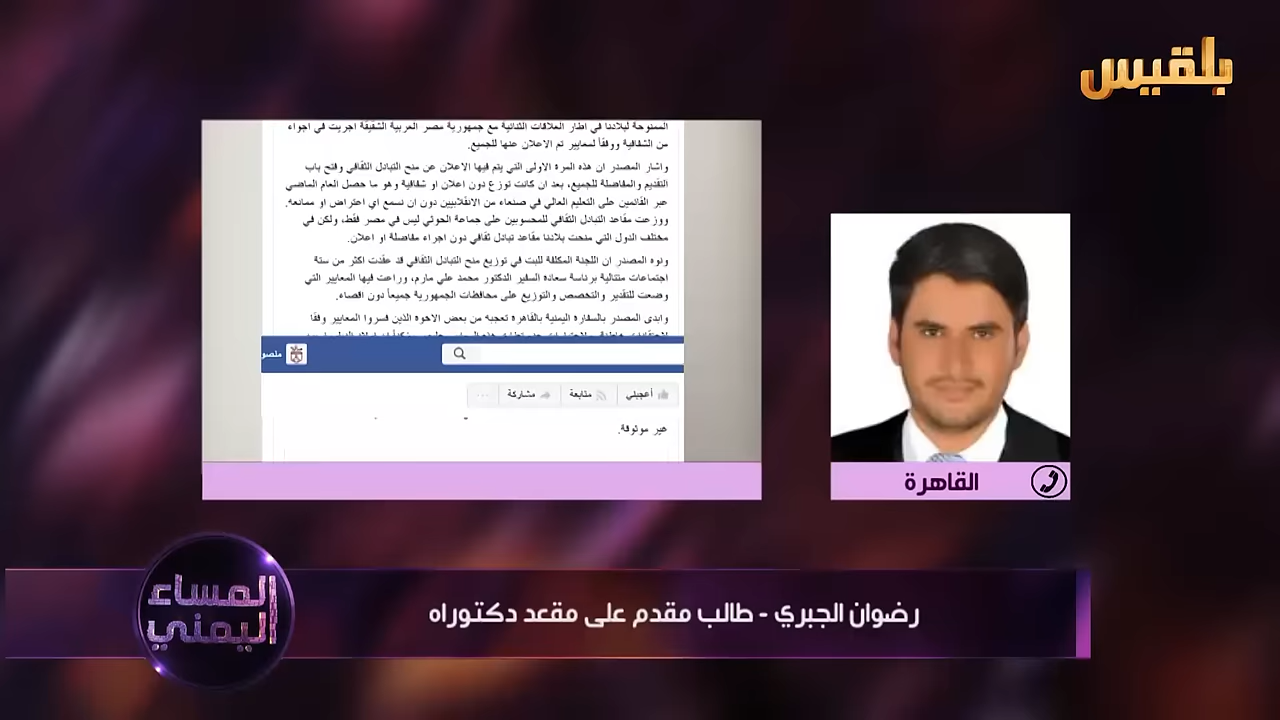 بلقيس
الممنوحة لبلادنا في اطار العلاقات الثنائية مع جمهورية مصر العربية الشقيقة اجريت في اجواء
من الشفافية ووفقاً لمعايير تم الاعلان عنها للجميع.
واشار المصدر ان هذه المرة الاولى التي يتم فيها الاعلان عن منح التبادل الثقافي وفتح باب
التقديم والمفاضلة للجميع، بعد ان كانت توزع دون اعلان او شفافية وهو ما حصل العام الماضي
عبر القائمين على التعليم العالي في صنعاء من الانقلابيين دون ان نسمع اي اعتراض او ممانعه.
ووزعت مقاعد التبادل الثقافي للمحسوبين على جماعة الحوثي ليس في مصر فقط، ولكن في
مختلف الدول التي منحت بلادنا مقاعد تبادل ثقافي دون اجراء مفاضلة او اعلان.
ونوه المصدر ان اللجنة المكلفة للبت في توزيع منح التبادل الثقافي قد عقدت اكثر من ستة
اجتماعات متتالية برئاسة سعاده السفير الدكتور محمد علي مارم، وراعت فيها المعايير التي
وضعت للتقدير والتخصص والتوزيع على محافظات الجمهورية جميعاً دون اقصاء.
وابدى المصدر بالسفاره اليمنية بالقاهرة تعجبه من بعض الاخوه الذين فسروا المعايير وفقا
أعجبني
متابعة
مشاركة
...
غير موثوقة.
القاهرة
رضوان الجبري - طالب مقدم على مقعد دكتوراه
المساء
اليمني